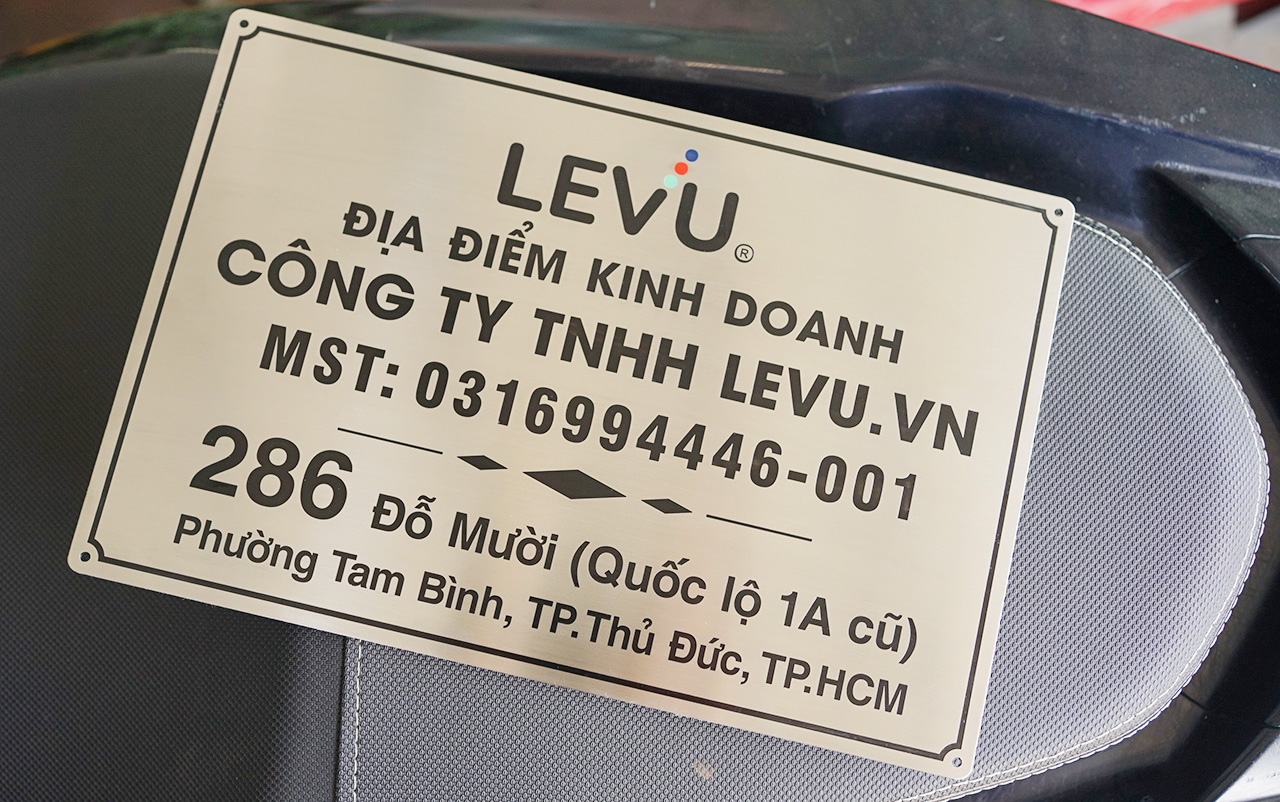 LEVU®
ĐỊA ĐIỂM KINH DOANH
CÔNG TY TNHH LEVU.VN
MST: 0316994446-001
286 Đỗ Mười (Quốc lộ 1A cũ)
Phường Tam Bình, TP.Thủ Đức, TP.HCM